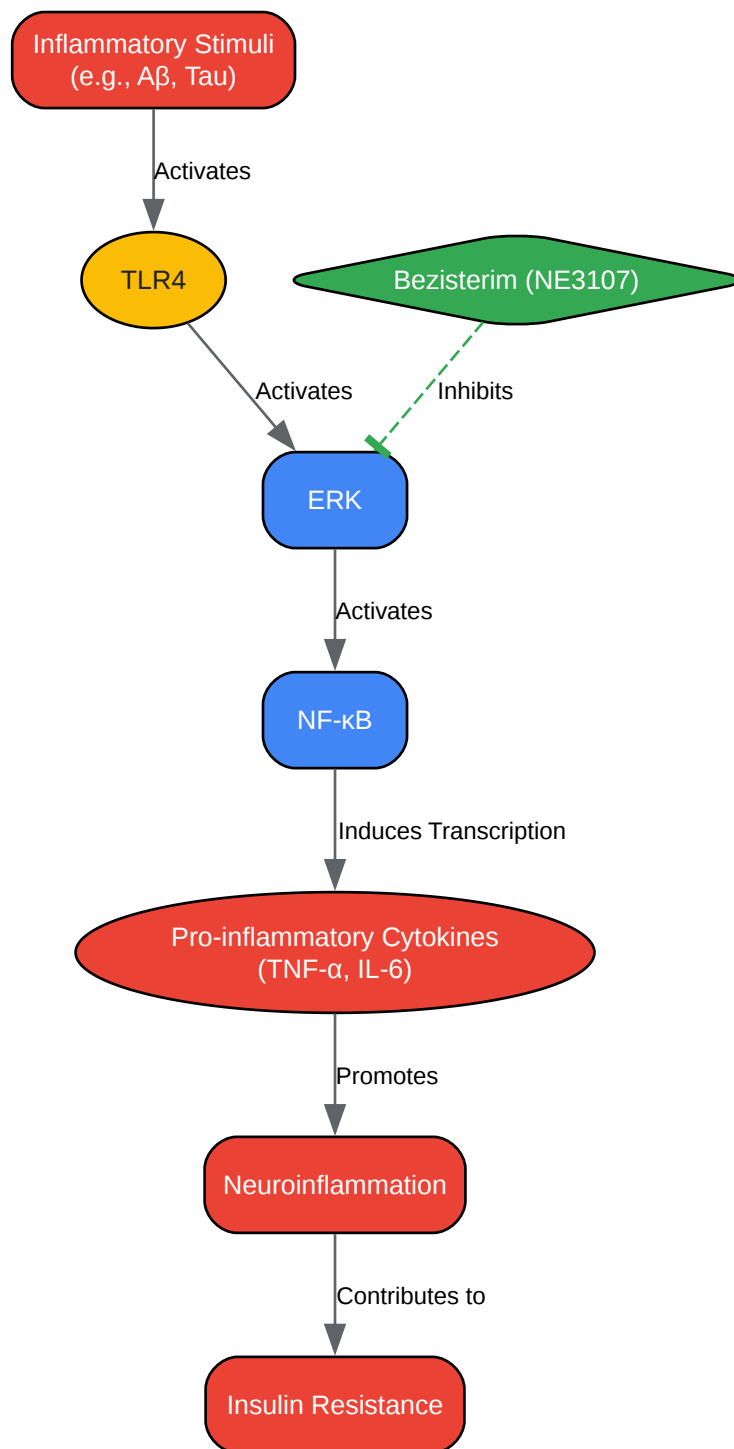 Inflammatory Stimuli
(e.g., Aβ, Tau)
Activates
TLR4
Bezisterim (NE3107)
Activates
Inhibits
ERK
Activates
NF-κB
Induces Transcription
Pro-inflammatory Cytokines
(TNF-α, IL-6)
Promotes
Neuroinflammation
Contributes to
Insulin Resistance